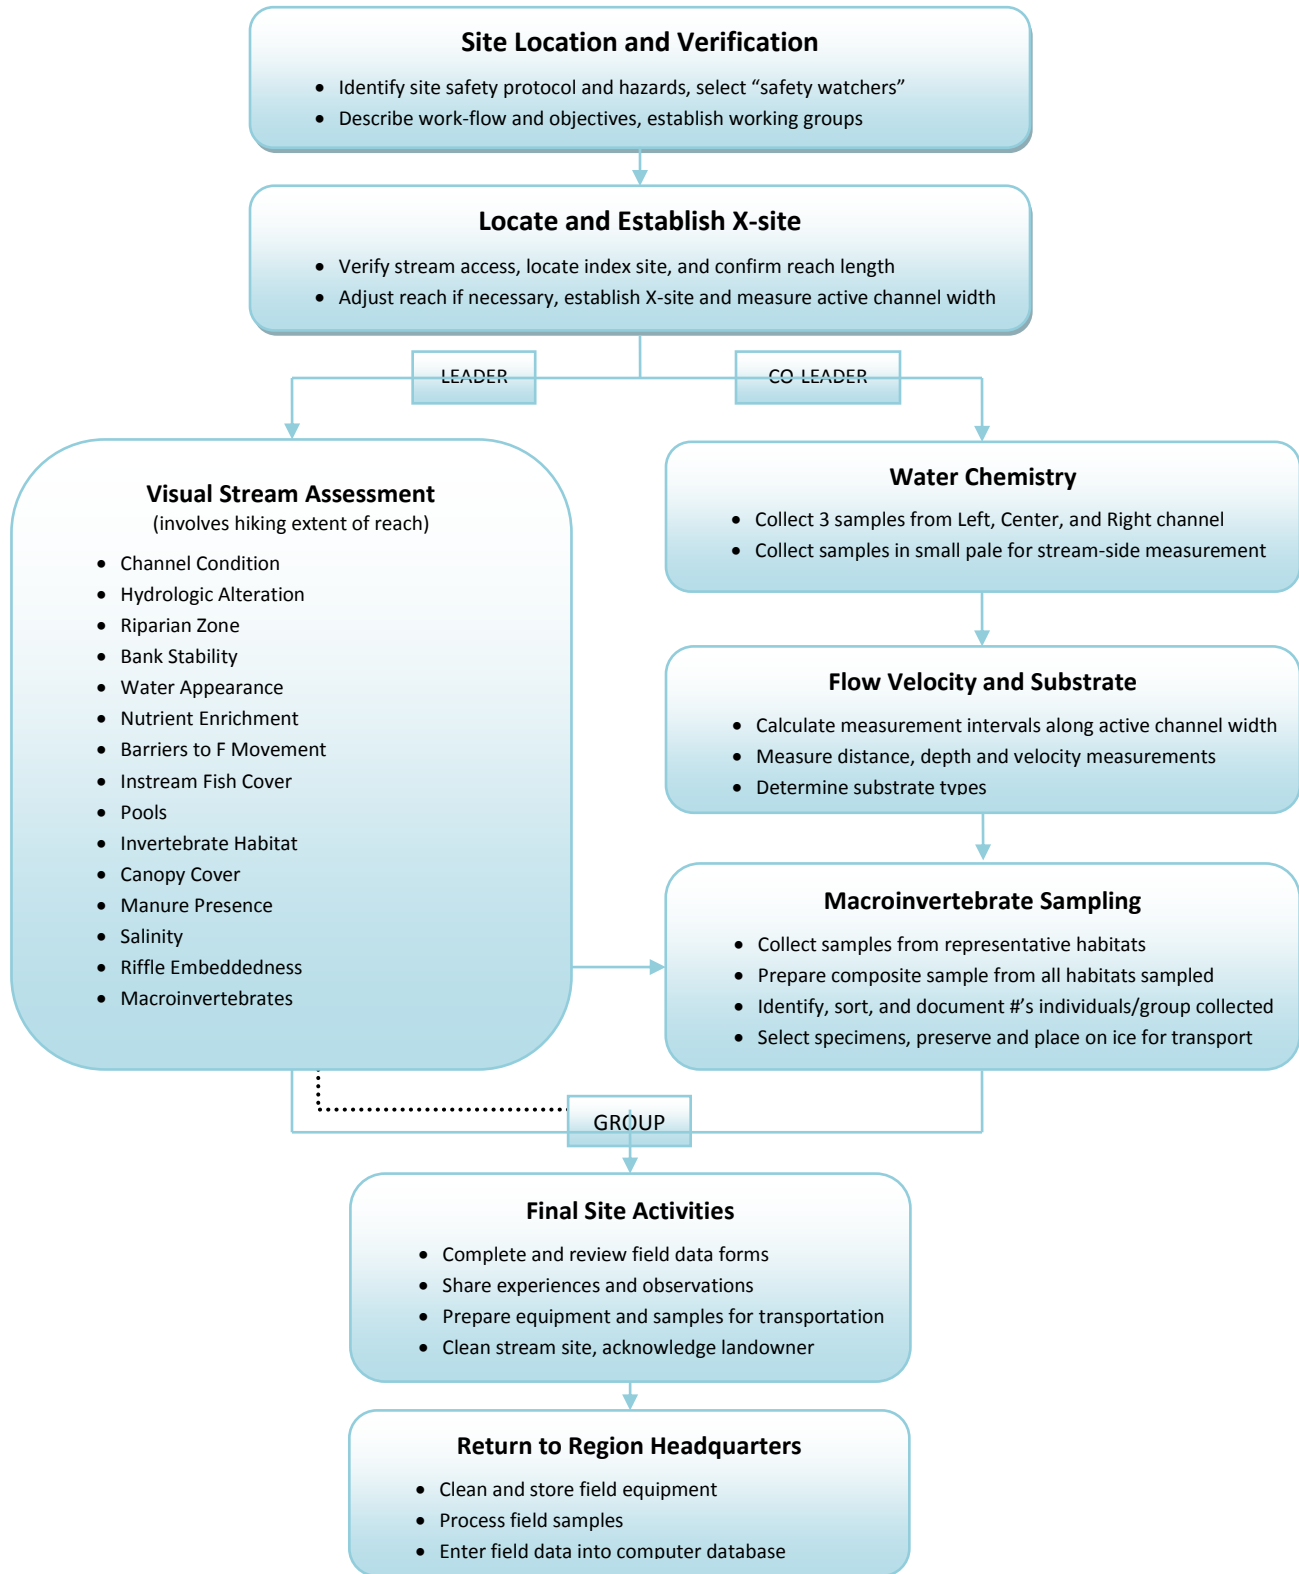 Site Location and Verification
• Identify site safety protocol and hazards, select “safety watchers”
• Describe work-flow and objectives, establish working groups
Locate and Establish X-site
• Verify stream access, locate index site, and confirm reach length
• Adjust reach if necessary, establish X-site and measure active channel width
LEADER
CO-LEADER
Visual Stream Assessment
(involves hiking extent of reach)
• Channel Condition
• Hydrologic Alteration
• Riparian Zone
• Bank Stability
• Water Appearance
• Nutrient Enrichment
• Barriers to F Movement
• Instream Fish Cover
• Pools
• Invertebrate Habitat
• Canopy Cover
• Manure Presence
• Salinity
• Riffle Embeddedness
• Macroinvertebrates
Water Chemistry
• Collect 3 samples from Left, Center, and Right channel
• Collect samples in small pale for stream-side measurement
Flow Velocity and Substrate
• Calculate measurement intervals along active channel width
• Measure distance, depth and velocity measurements
• Determine substrate types
Macroinvertebrate Sampling
• Collect samples from representative habitats
• Prepare composite sample from all habitats sampled
• Identify, sort, and document #’s individuals/group collected
• Select specimens, preserve and place on ice for transport
GROUP
Final Site Activities
• Complete and review field data forms
• Share experiences and observations
• Prepare equipment and samples for transportation
• Clean stream site, acknowledge landowner
Return to Region Headquarters
• Clean and store field equipment
• Process field samples
• Enter field data into computer database